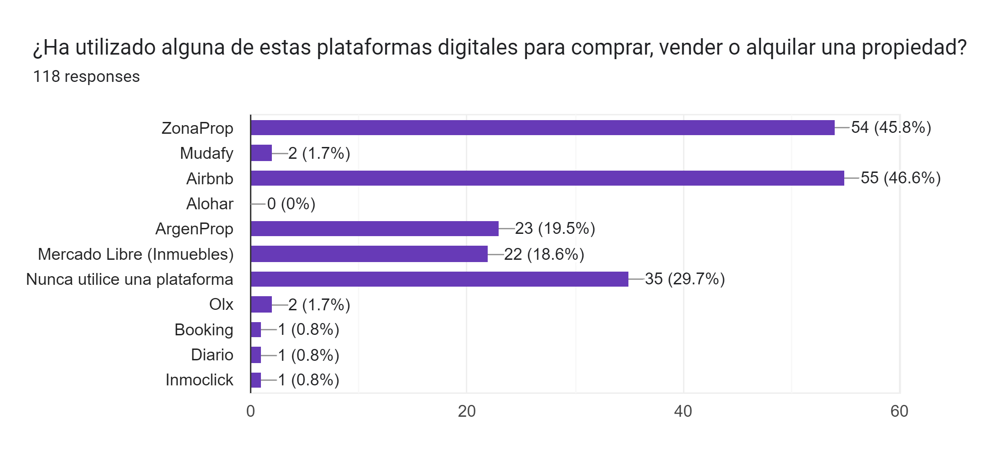 ¿Ha utilizado alguna de estas plataformas digitales para comprar, vender o alquilar una propiedad?
118 responses
ZonaProp 54 (45.8%)
Mudafy 2 (1.7%)
Airbnb 55 (46.6%)
Alohar 0 (0%)
ArgenProp 23 (19.5%)
Mercado Libre (Inmuebles) 22 (18.6%)
Nunca utilice una plataforma 35 (29.7%)
Olx 2 (1.7%)
Booking 1 (0.8%)
Diario 1 (0.8%)
Inmoclick 1 (0.8%)
0 20 40 60